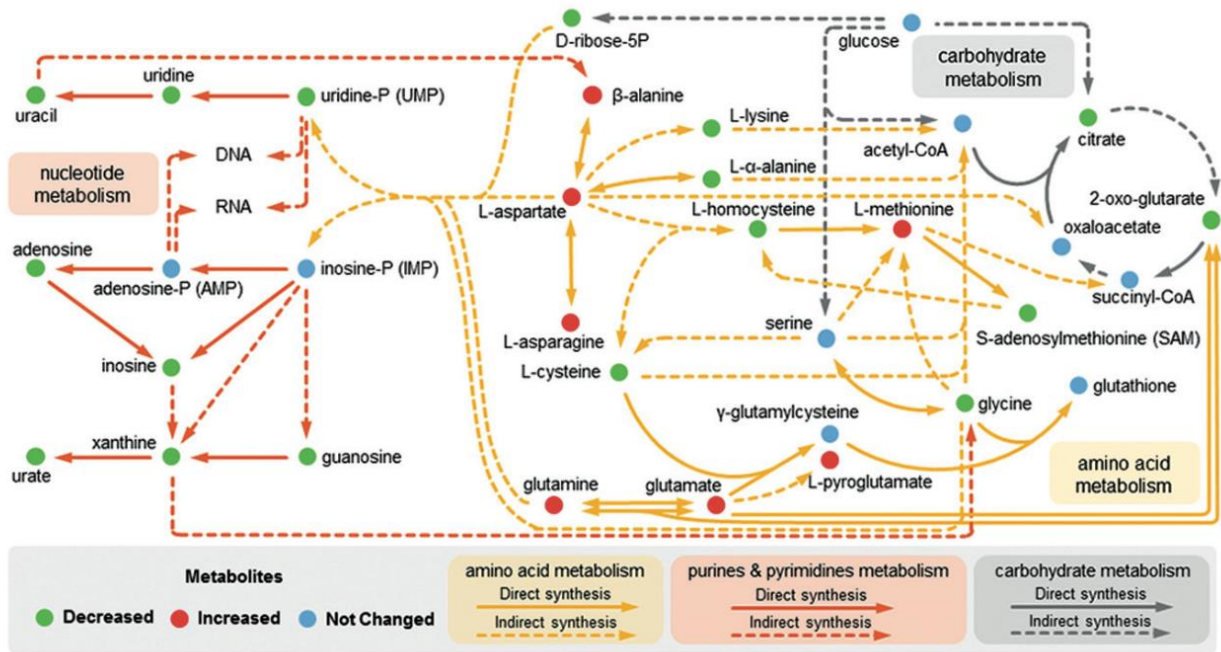 D-ribose-5P
glucose
carbohydrate
metabolism
uridine
uracil
uridine-P (UMP)
β-alanine
L-lysine
acetyl-CoA
citrate
DNA
nucleotide
metabolism
RNA
L-α-alanine
L-aspartate
L-homocysteine
L-methionine
2-oxo-glutarate
oxaloacetate
adenosine
adenosine-P (AMP)
inosine-P (IMP)
succinyl-CoA
serine
S-adenosylmethionine (SAM)
L-asparagine
inosine
L-cysteine
glutathione
γ-glutamylcysteine
glycine
xanthine
urate
guanosine
L-pyroglutamate
glutamine
glutamate
amino acid
metabolism
Metabolites
Decreased
Increased
Not Changed
amino acid metabolism
Direct synthesis
Indirect synthesis
purines & pyrimidines metabolism
Direct synthesis
Indirect synthesis
carbohydrate metabolism
Direct synthesis
Indirect synthesis